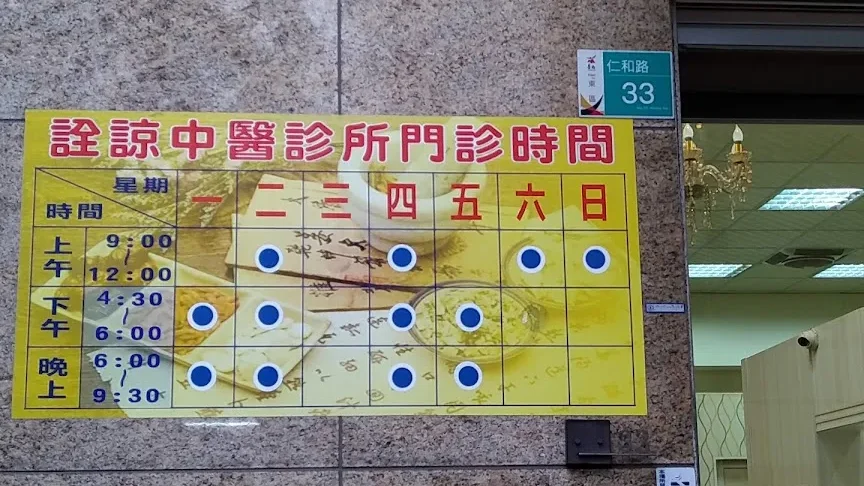 仁和路
東區
33
詮諒中醫診所門診時間
星期 一 二 三 四 五 六 日
時間
上午 9:00~12:00
下午 4:30~6:00
晚上 6:00~9:30